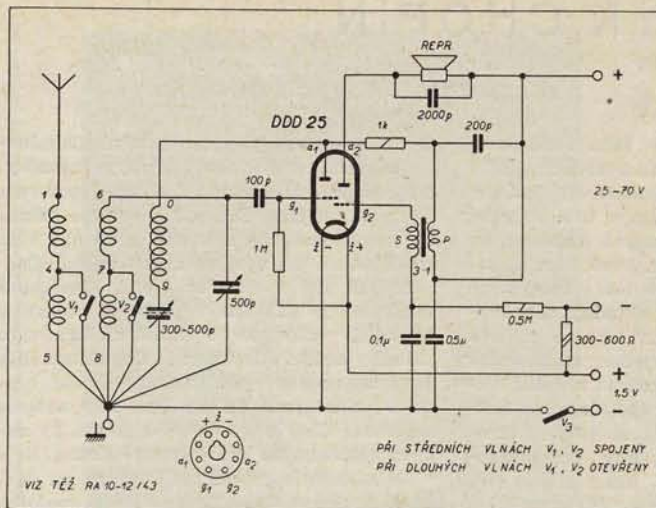 REPR
+
2000p
DDD 25
a1 a2
1k
200p
25-70 V
1 6 0
100p
g1 g2
ž- ž+
1M
500p
S P
3-1
4 V1 7 V2 9
300-500p
-
0.5M
0,1µ 0,5µ
300-600 Ω
5 8
+
1,5V
-
V3
+ ž -
a1 a2
g1 g2
PŘI STŘEDNÍCH VLNÁCH V1, V2 SPOJENY
PŘI DLOUHÝCH VLNÁCH V1, V2 OTEVŘENY
VIZ TÉŽ RA 10-12/43